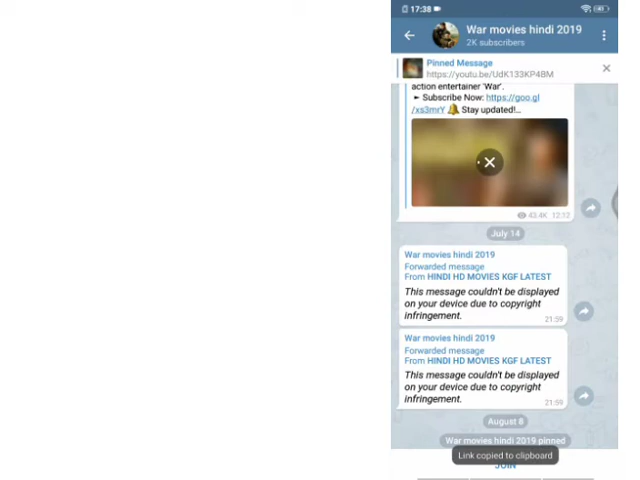 17:38
War movies hindi 2019
2K subscribers
Pinned Message
https://youtu.be/UdK133KP4BM
action entertainer 'War'.
► Subscribe Now: https://goo.gl
/xs3mrY 🔔 Stay updated!...
43.4K 12:12
July 14
War movies hindi 2019
Forwarded message
From HINDI HD MOVIES KGF LATEST
This message couldn't be displayed
on your device due to copyright
infringement.
21:59
War movies hindi 2019
Forwarded message
From HINDI HD MOVIES KGF LATEST
This message couldn't be displayed
on your device due to copyright
infringement.
21:59
August 8
War movies hindi 2019 pinned
Link copied to clipboard
JOIN